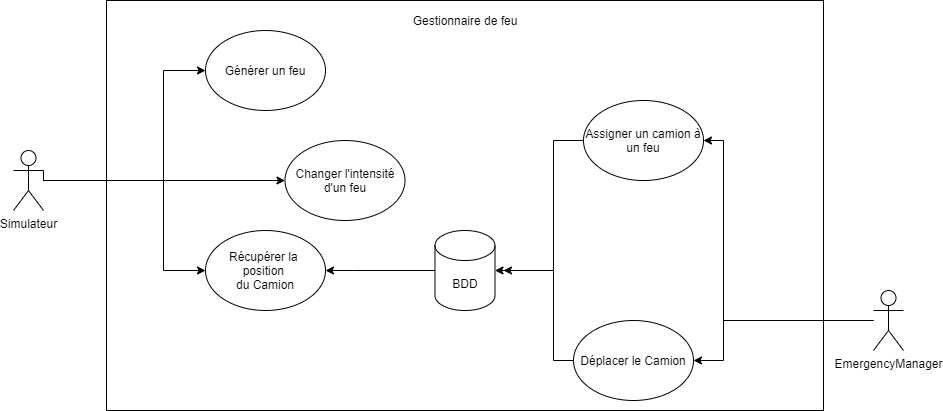 Gestionnaire de feu
Générer un feu
Assigner un camion à
un feu
Changer l'intensité
d'un feu
Simulateur
Récupérer la
position
du Camion
BDD
Déplacer le Camion
EmergencyManager